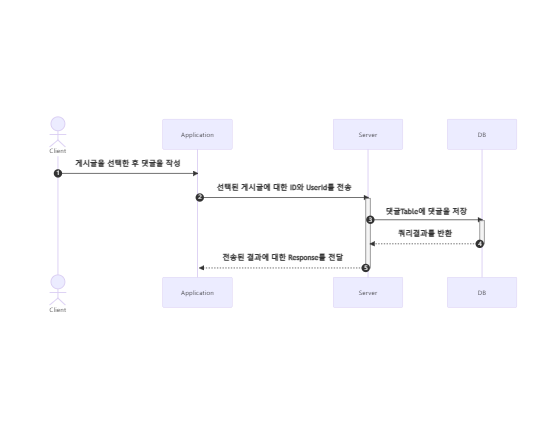 Client
Application
Server
DB
1 게시글을 선택한 후 댓글을 작성
2 선택된 게시글에 대한 ID와 UserId를 전송
3 댓글Table에 댓글을 저장
4 쿼리결과를 반환
5 전송된 결과에 대한 Response를 전달
Client
Application
Server
DB